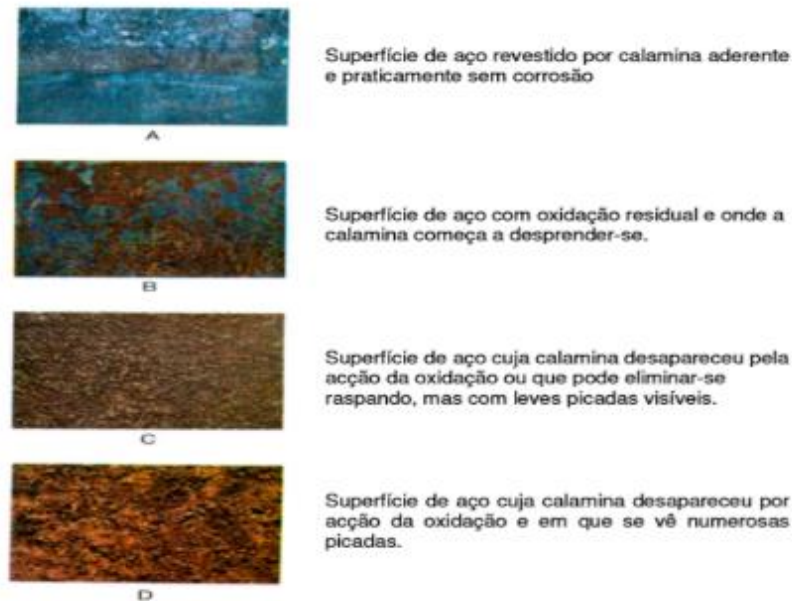 Superfície de aço revestido por calamina aderente
e praticamente sem corrosão
A
Superfície de aço com oxidação residual e onde a
calamina começa a desprender-se.
B
Superfície de aço cuja calamina desapareceu pela
acção da oxidação ou que pode eliminar-se
raspando, mas com leves picadas visíveis.
C
Superfície de aço cuja calamina desapareceu por
acção da oxidação e em que se vê numerosas
picadas.
D